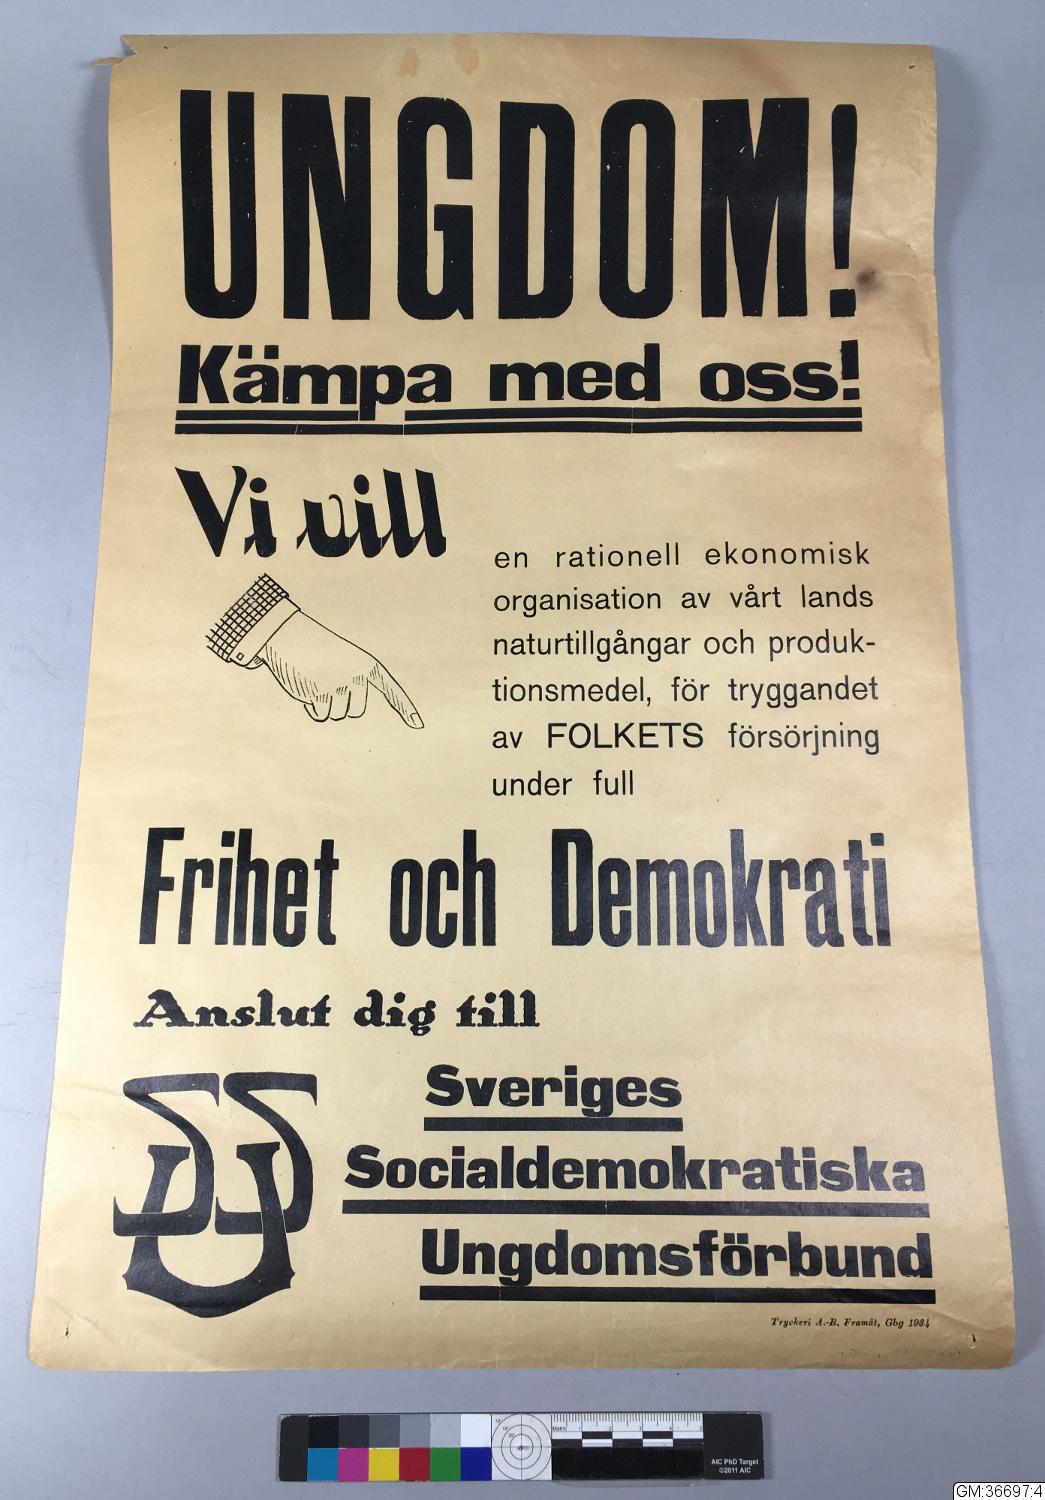 UNGDOM!
Kämpa med oss!
Vi vill
en rationell ekonomisk
organisation av vårt lands
naturtillgångar och produk-
tionsmedel, för tryggandet
av FOLKETS försörjning
under full
Frihet och Demokrati
Anslut dig till
SSU
Sveriges
Socialdemokratiska
Ungdomsförbund
Tryckeri A.-B. Framåt, Gbg 1934
AIC PhD Target
©2011 AIC
GM:36697:4